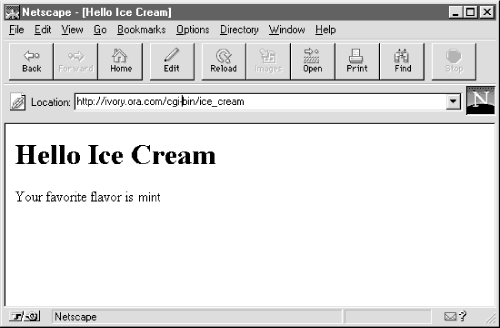 Netscape - [Hello Ice Cream]
File Edit View Go Bookmarks Options Directory Window Help
Back Forward Home Edit Reload Images Open Print Find Stop
Location: http://ivory.ora.com/cgi-bin/ice_cream
N
Hello Ice Cream
Your favorite flavor is mint
Netscape
?